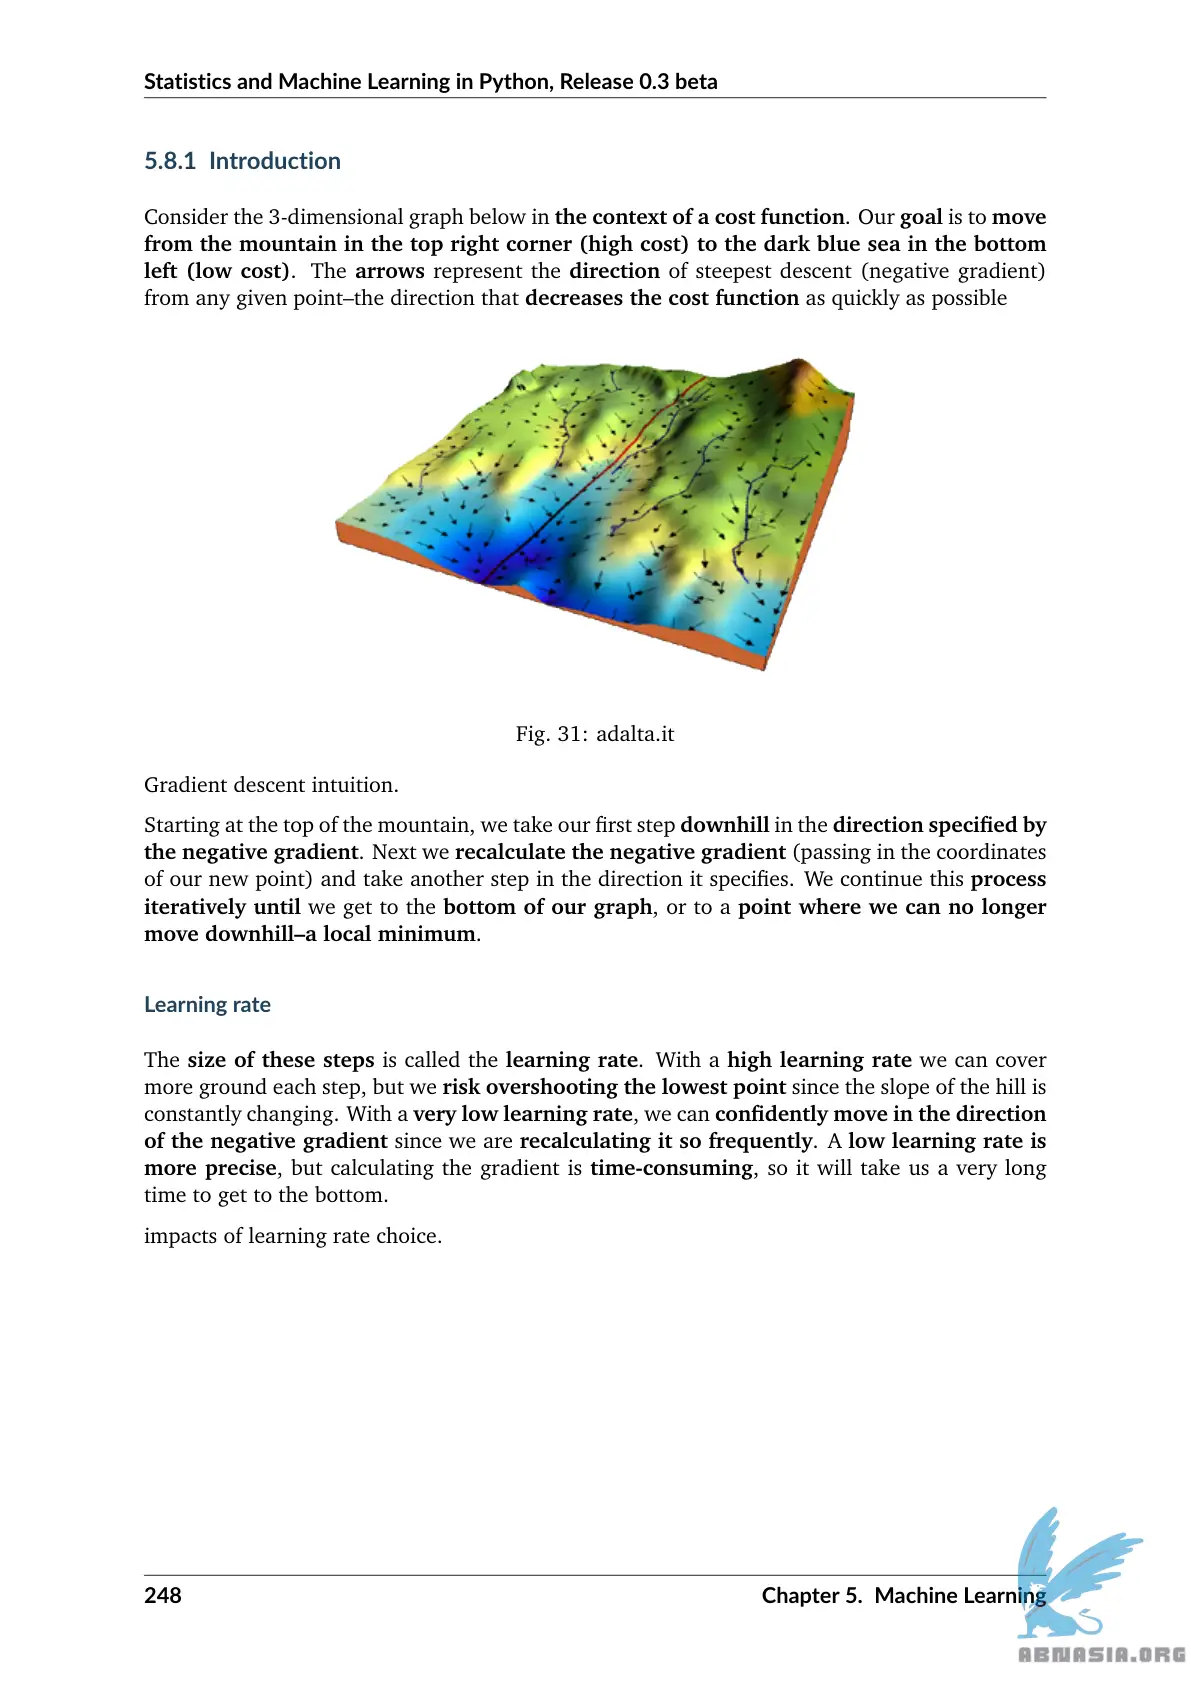 Statistics and Machine Learning in Python, Release 0.3 beta
5.8.1 Introduction
Consider the 3-dimensional graph below in the context of a cost function. Our goal is to move
from the mountain in the top right corner (high cost) to the dark blue sea in the bottom
left (low cost). The arrows represent the direction of steepest descent (negative gradient)
from any given point–the direction that decreases the cost function as quickly as possible
Fig. 31: adalta.it
Gradient descent intuition.
Starting at the top of the mountain, we take our first step downhill in the direction specified by
the negative gradient. Next we recalculate the negative gradient (passing in the coordinates
of our new point) and take another step in the direction it specifies. We continue this process
iteratively until we get to the bottom of our graph, or to a point where we can no longer
move downhill–a local minimum.
Learning rate
The size of these steps is called the learning rate. With a high learning rate we can cover
more ground each step, but we risk overshooting the lowest point since the slope of the hill is
constantly changing. With a very low learning rate, we can confidently move in the direction
of the negative gradient since we are recalculating it so frequently. A low learning rate is
more precise, but calculating the gradient is time-consuming, so it will take us a very long
time to get to the bottom.
impacts of learning rate choice.
248 Chapter 5. Machine Learning
ABNASIA.ORG